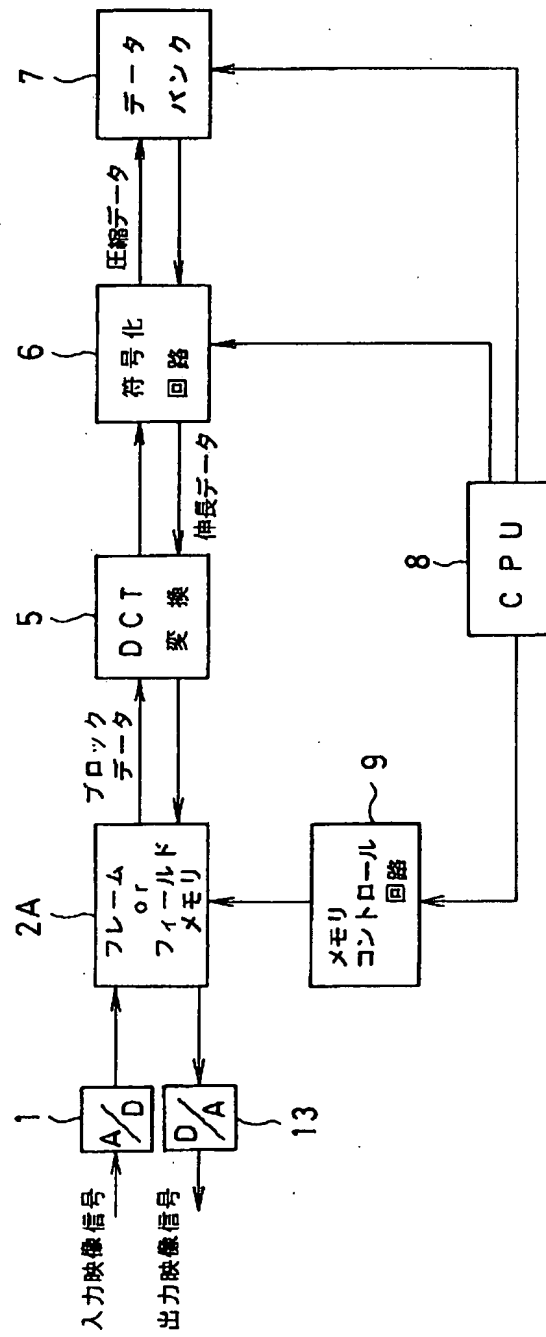 入力映像信号
出力映像信号
1
A/D
D/A
13
2A
フレーム
or
フィールド
メモリ
ブロック
データ
5
DCT
変換
伸長データ
6
符号化
回路
圧縮データ
7
データ
バンク
9
メモリ
コントロール
回路
8
CPU